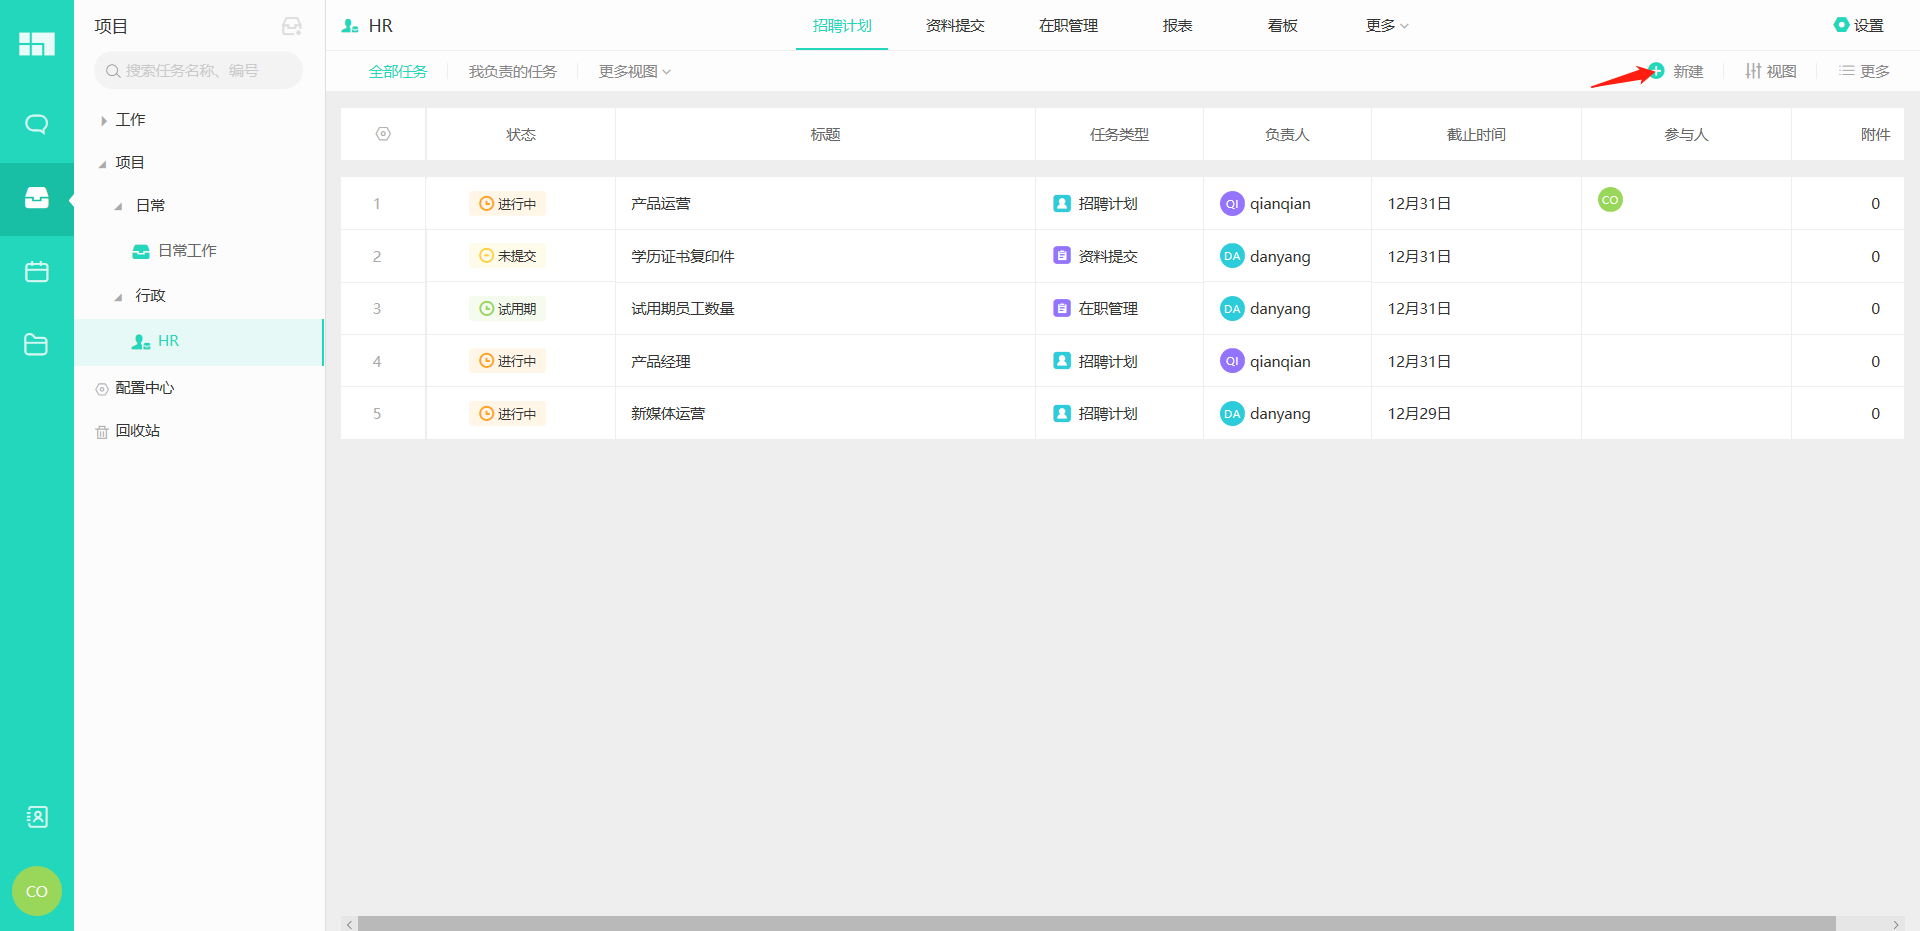 项目
搜索任务名称、编号
工作
项目
日常
日常工作
行政
HR
配置中心
回收站
CO
HR
招聘计划 资料提交 在职管理 报表 看板 更多
设置
全部任务 我负责的任务 更多视图
新建 视图 更多
状态 标题 任务类型 负责人 截止时间 参与人 附件
1 进行中 产品运营 招聘计划 QI qianqian 12月31日 CO 0
2 未提交 学历证书复印件 资料提交 DA danyang 12月31日 0
3 试用期 试用期员工数量 在职管理 DA danyang 12月31日 0
4 进行中 产品经理 招聘计划 QI qianqian 12月31日 0
5 进行中 新媒体运营 招聘计划 DA danyang 12月29日 0